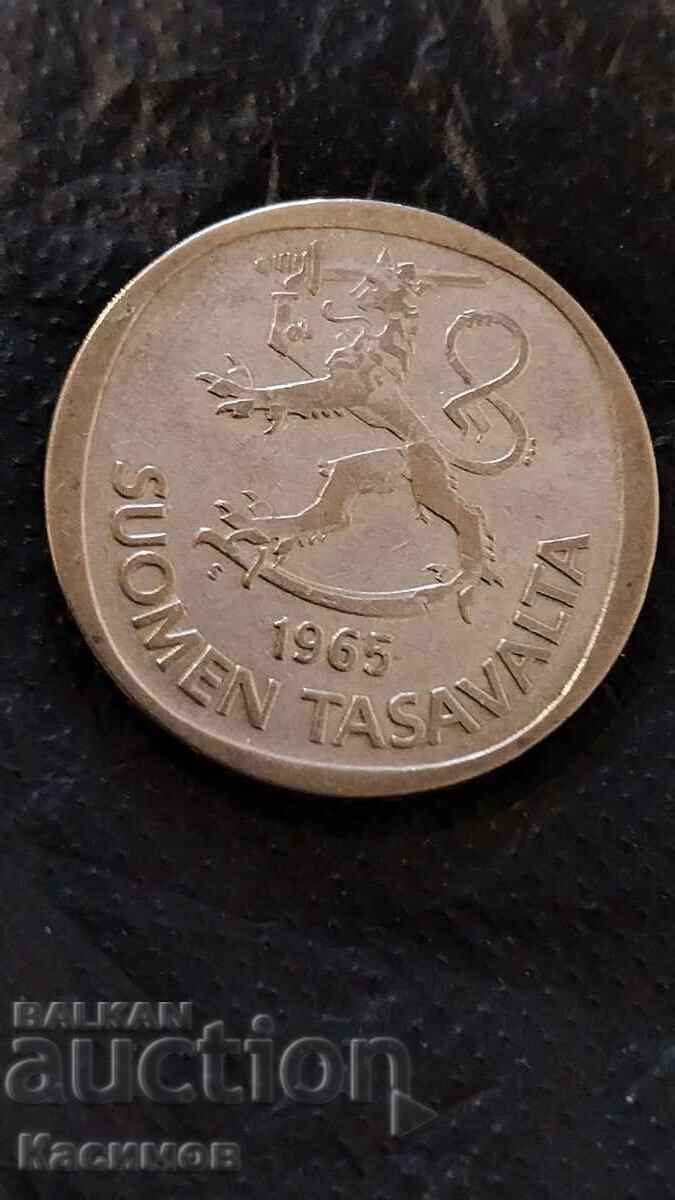 S
1965
SUOMEN TASAVALTA
BALKAN
auction
Касимов